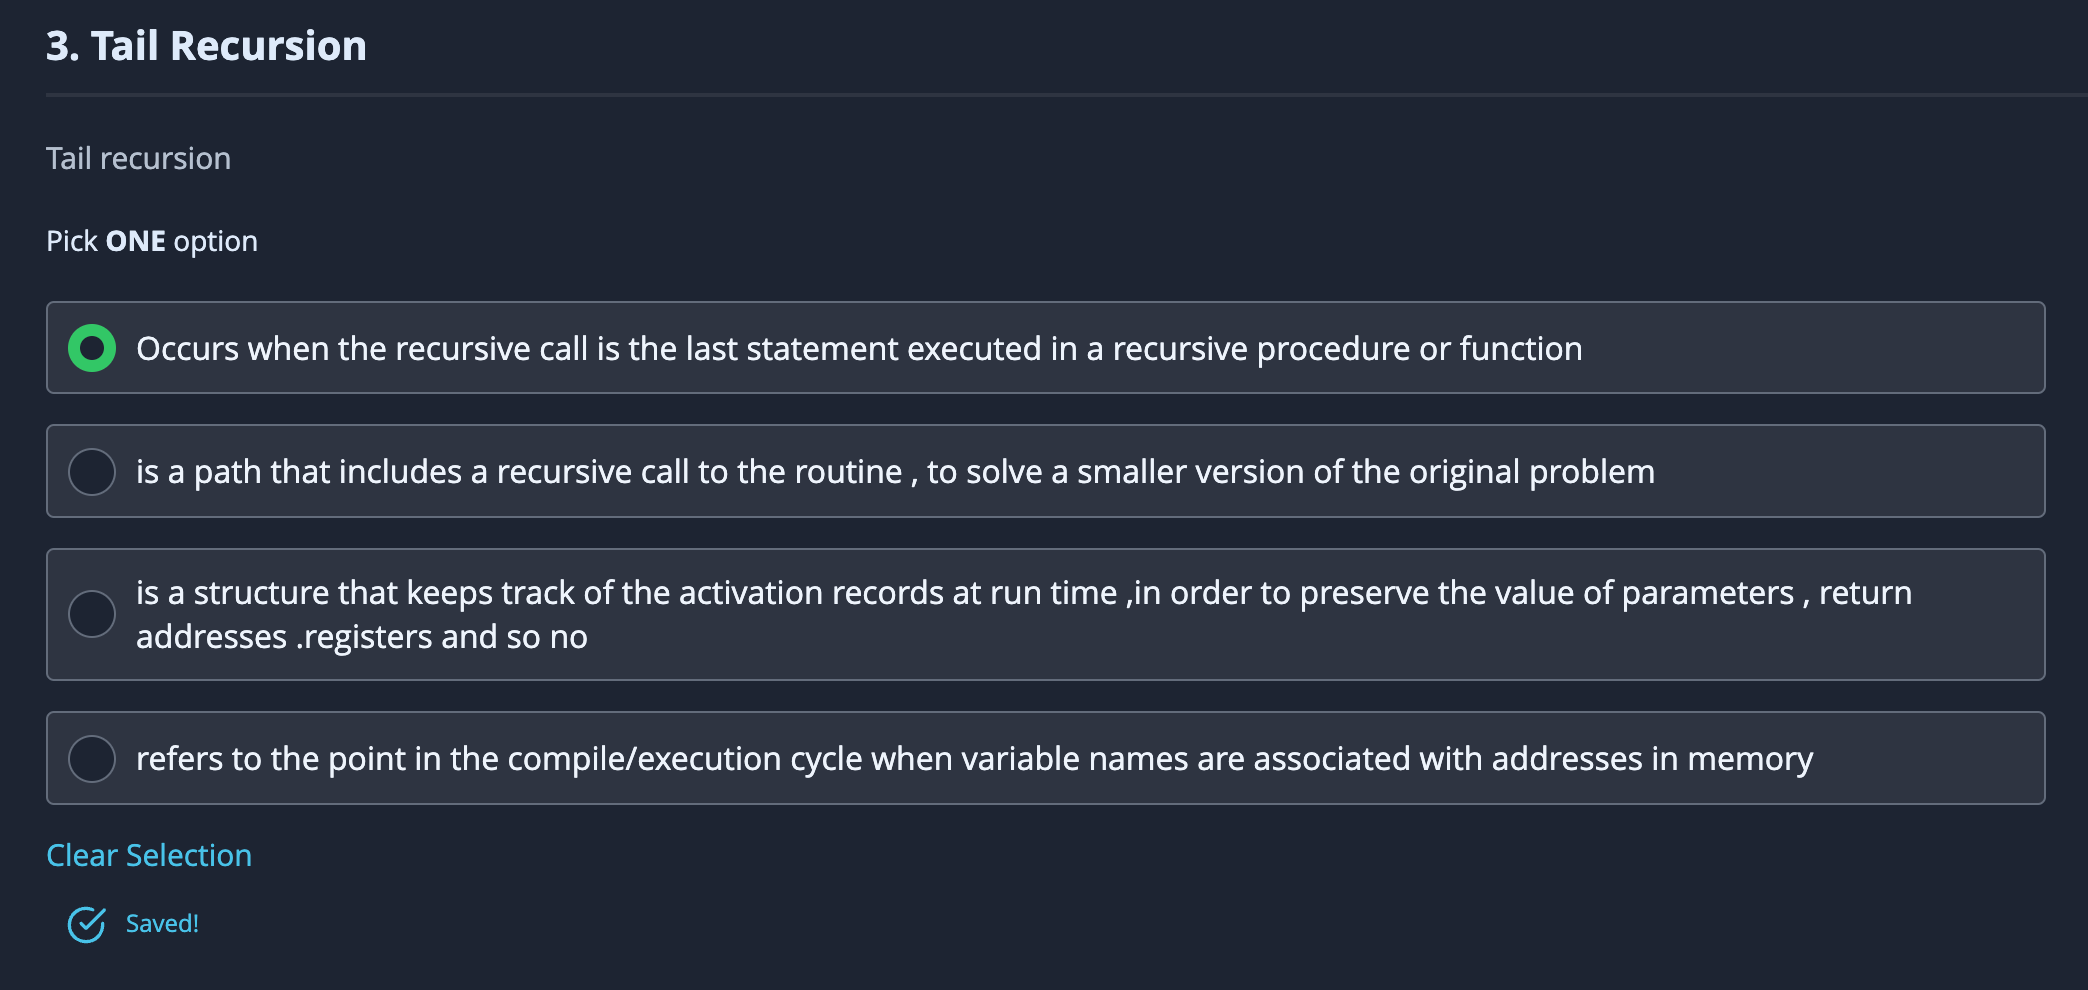 3. Tail Recursion
Tail recursion
Pick ONE option
Occurs when the recursive call is the last statement executed in a recursive procedure or function
is a path that includes a recursive call to the routine , to solve a smaller version of the original problem
is a structure that keeps track of the activation records at run time ,in order to preserve the value of parameters , return
addresses .registers and so no
refers to the point in the compile/execution cycle when variable names are associated with addresses in memory
Clear Selection
Saved!